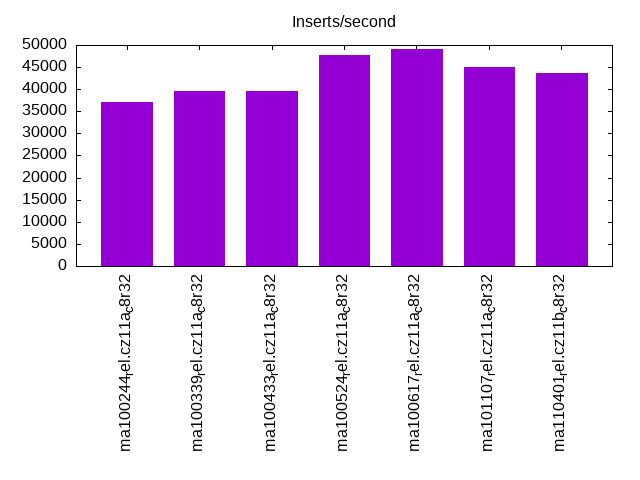 Inserts/second
50000
45000
40000
35000
30000
25000
20000
15000
10000
5000
0
ma100244rel.cz11ac8r32
ma100339rel.cz11ac8r32
ma100433rel.cz11ac8r32
ma100524rel.cz11ac8r32
ma100617rel.cz11ac8r32
ma101107rel.cz11ac8r32
ma110401rel.cz11bc8r32